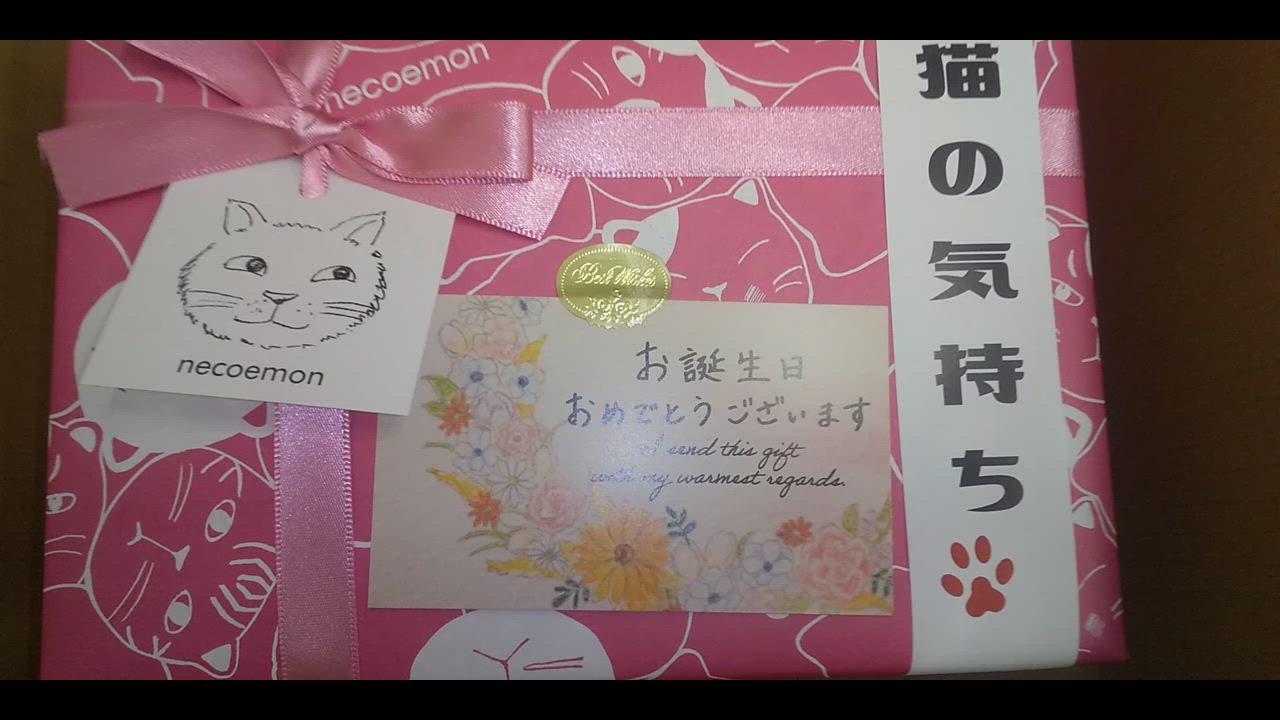 necoemon
necoemon
Best Wishes
お誕生日
おめでとうございます
I send this gift
with my warmest regards.
猫の気持ち